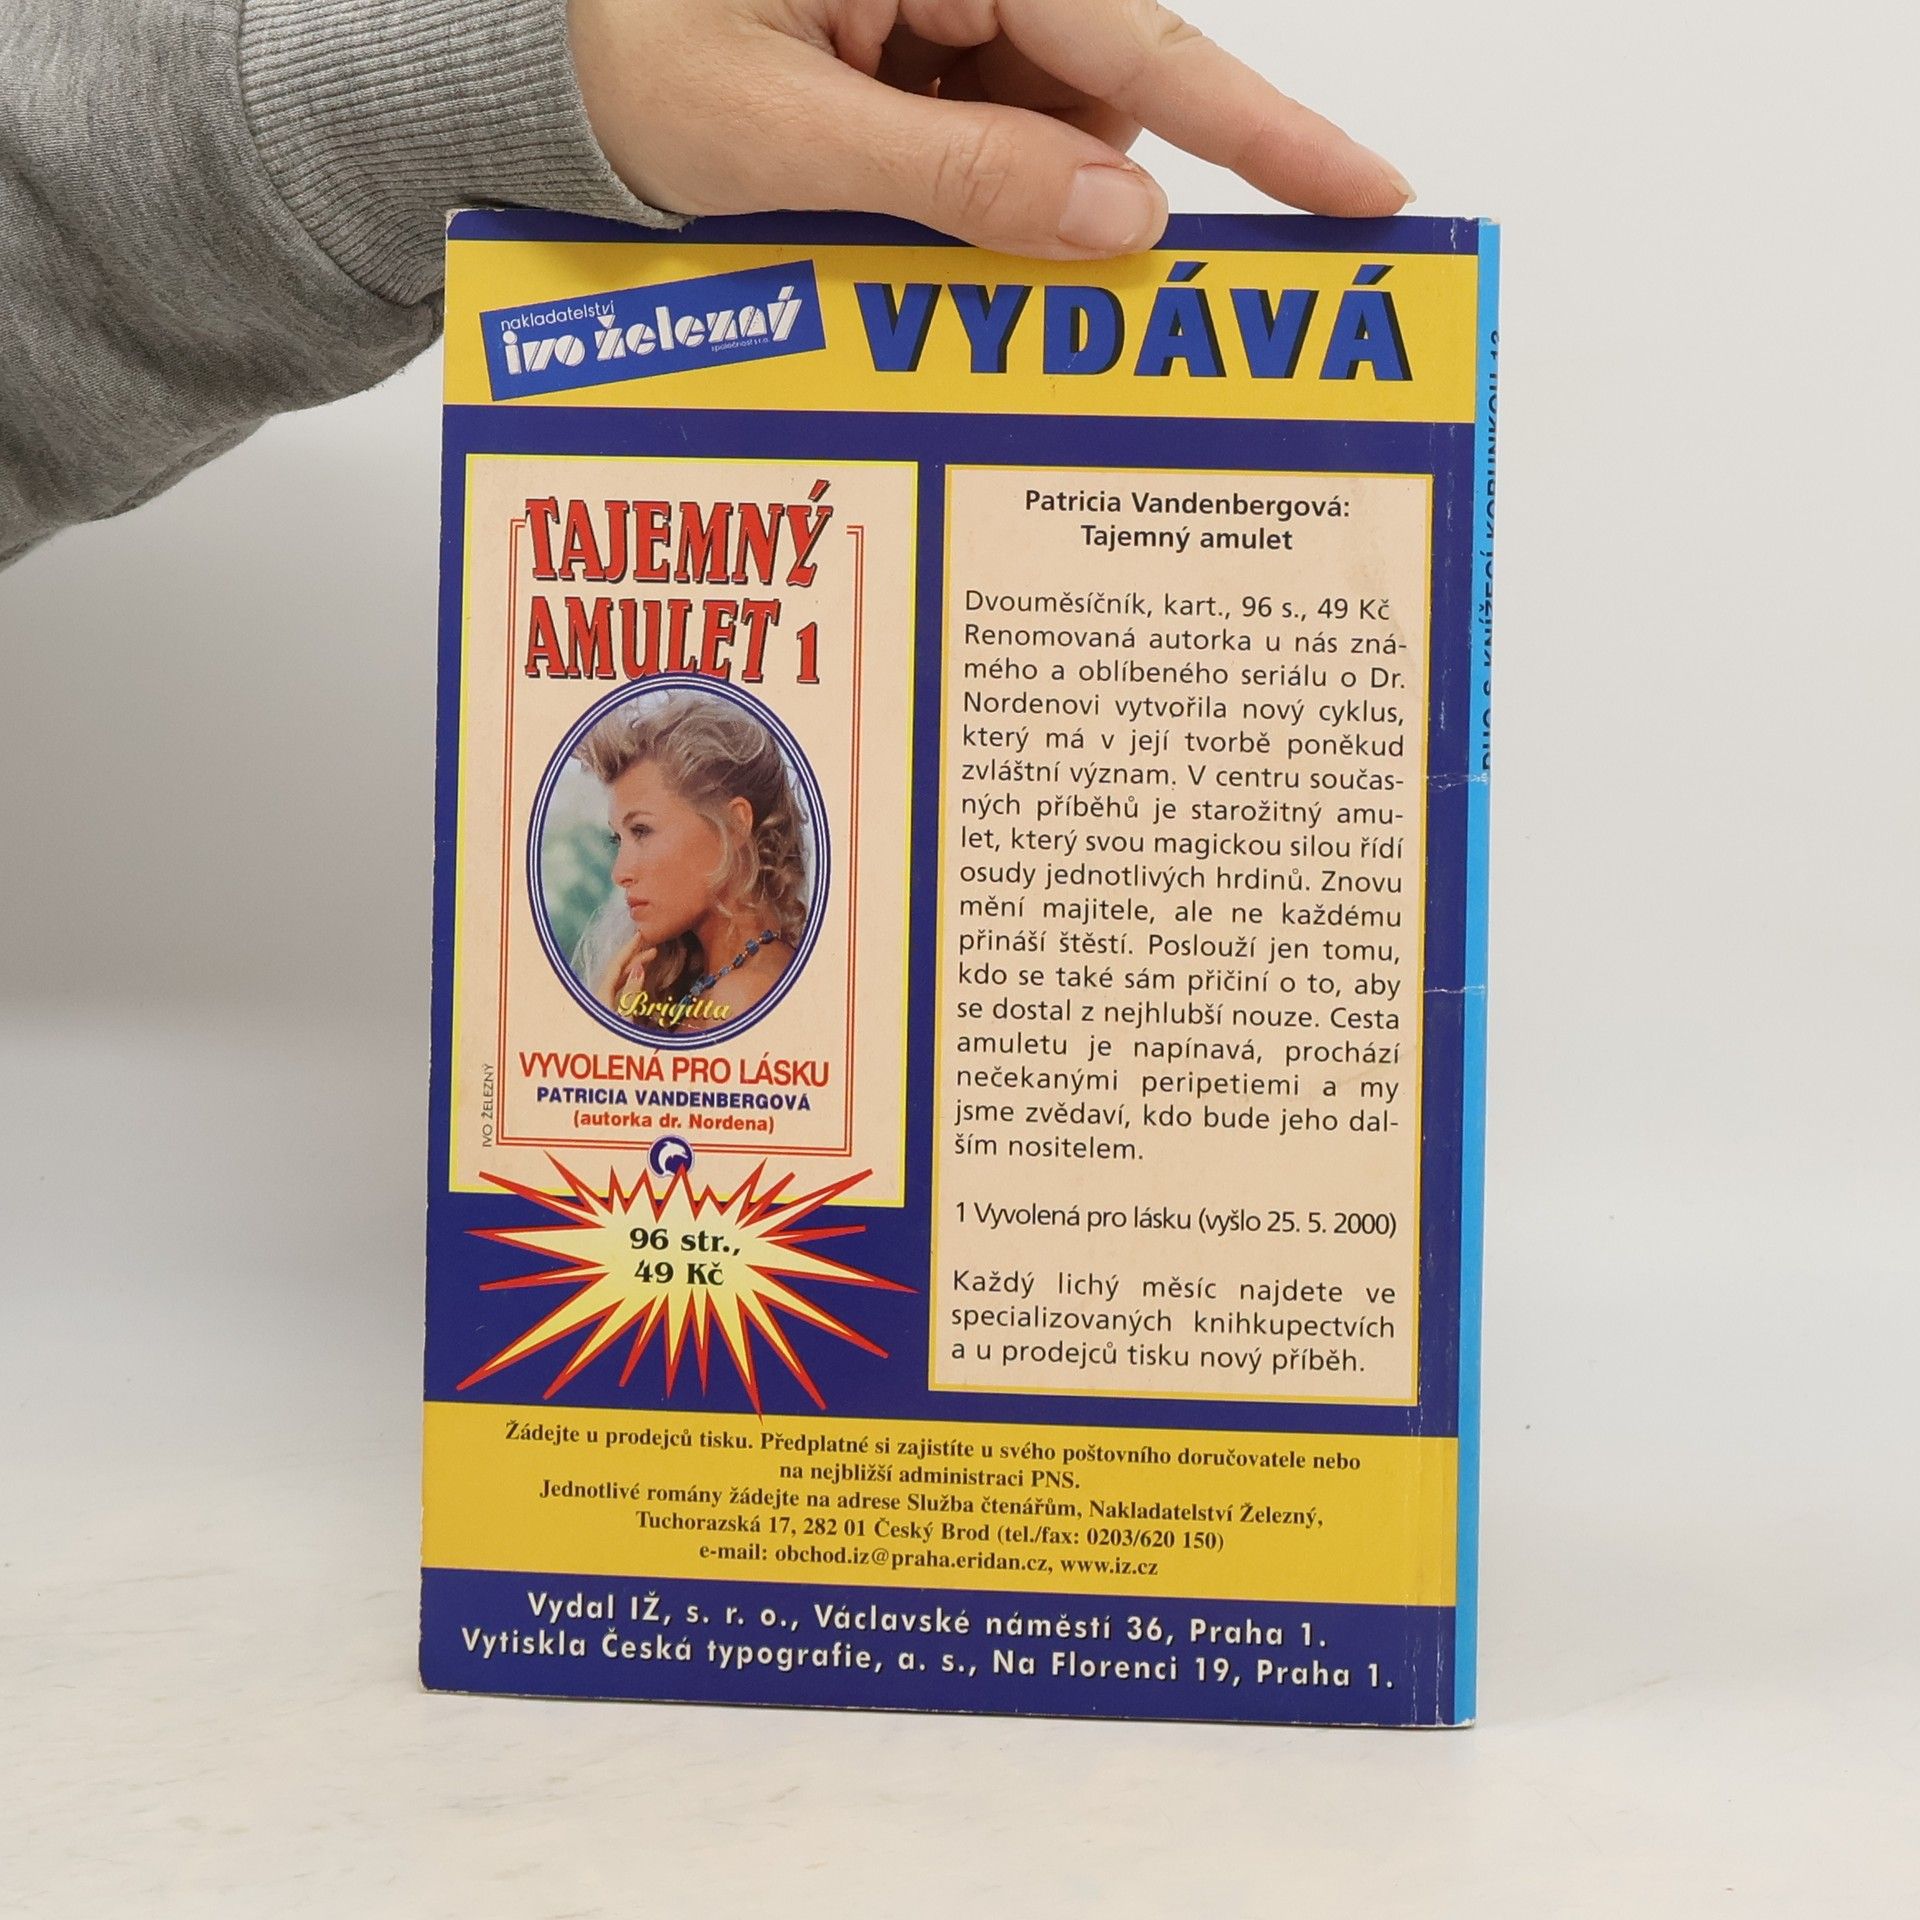 nakladatelství
ivo železný
společnost s r.o.
VYDÁVÁ
TAJEMNÝ
AMULET 1
Brigitta
VYVOLENÁ PRO LÁSKU
PATRICIA VANDENBERGOVÁ
(autorka dr. Nordena)
IVO ŽELEZNÝ
96 str.,
49 Kč
Patricia Vandenbergová:
Tajemný amulet
Dvouměsíčník, kart., 96 s., 49 Kč
Renomovaná autorka u nás zná-
mého a oblíbeného seriálu o Dr.
Nordenovi vytvořila nový cyklus,
který má v její tvorbě poněkud
zvláštní význam. V centru součas-
ných příběhů je starožitný amu-
let, který svou magickou silou řídí
osudy jednotlivých hrdinů. Znovu
mění majitele, ale ne každému
přináší štěstí. Poslouží jen tomu,
kdo se také sám přičiní o to, aby
se dostal z nejhlubší nouze. Cesta
amuletu je napínavá, prochází
nečekanými peripetiemi a my
jsme zvědaví, kdo bude jeho dal-
ším nositelem.
1 Vyvolená pro lásku (vyšlo 25. 5. 2000)
Každý lichý měsíc najdete ve
specializovaných knihkupectvích
a u prodejců tisku nový příběh.
Žádejte u prodejců tisku. Předplatné si zajistíte u svého poštovního doručovatele nebo
na nejbližší administraci PNS.
Jednotlivé romány žádejte na adrese Služba čtenářům, Nakladatelství Železný,
Tuchorazská 17, 282 01 Český Brod (tel./fax: 0203/620 150)
e-mail: obchod.iz@praha.eridan.cz, www.iz.cz
Vydal IŽ, s. r. o., Václavské náměstí 36, Praha 1.
Vytiskla Česká typografie, a. s., Na Florenci 19, Praha 1.